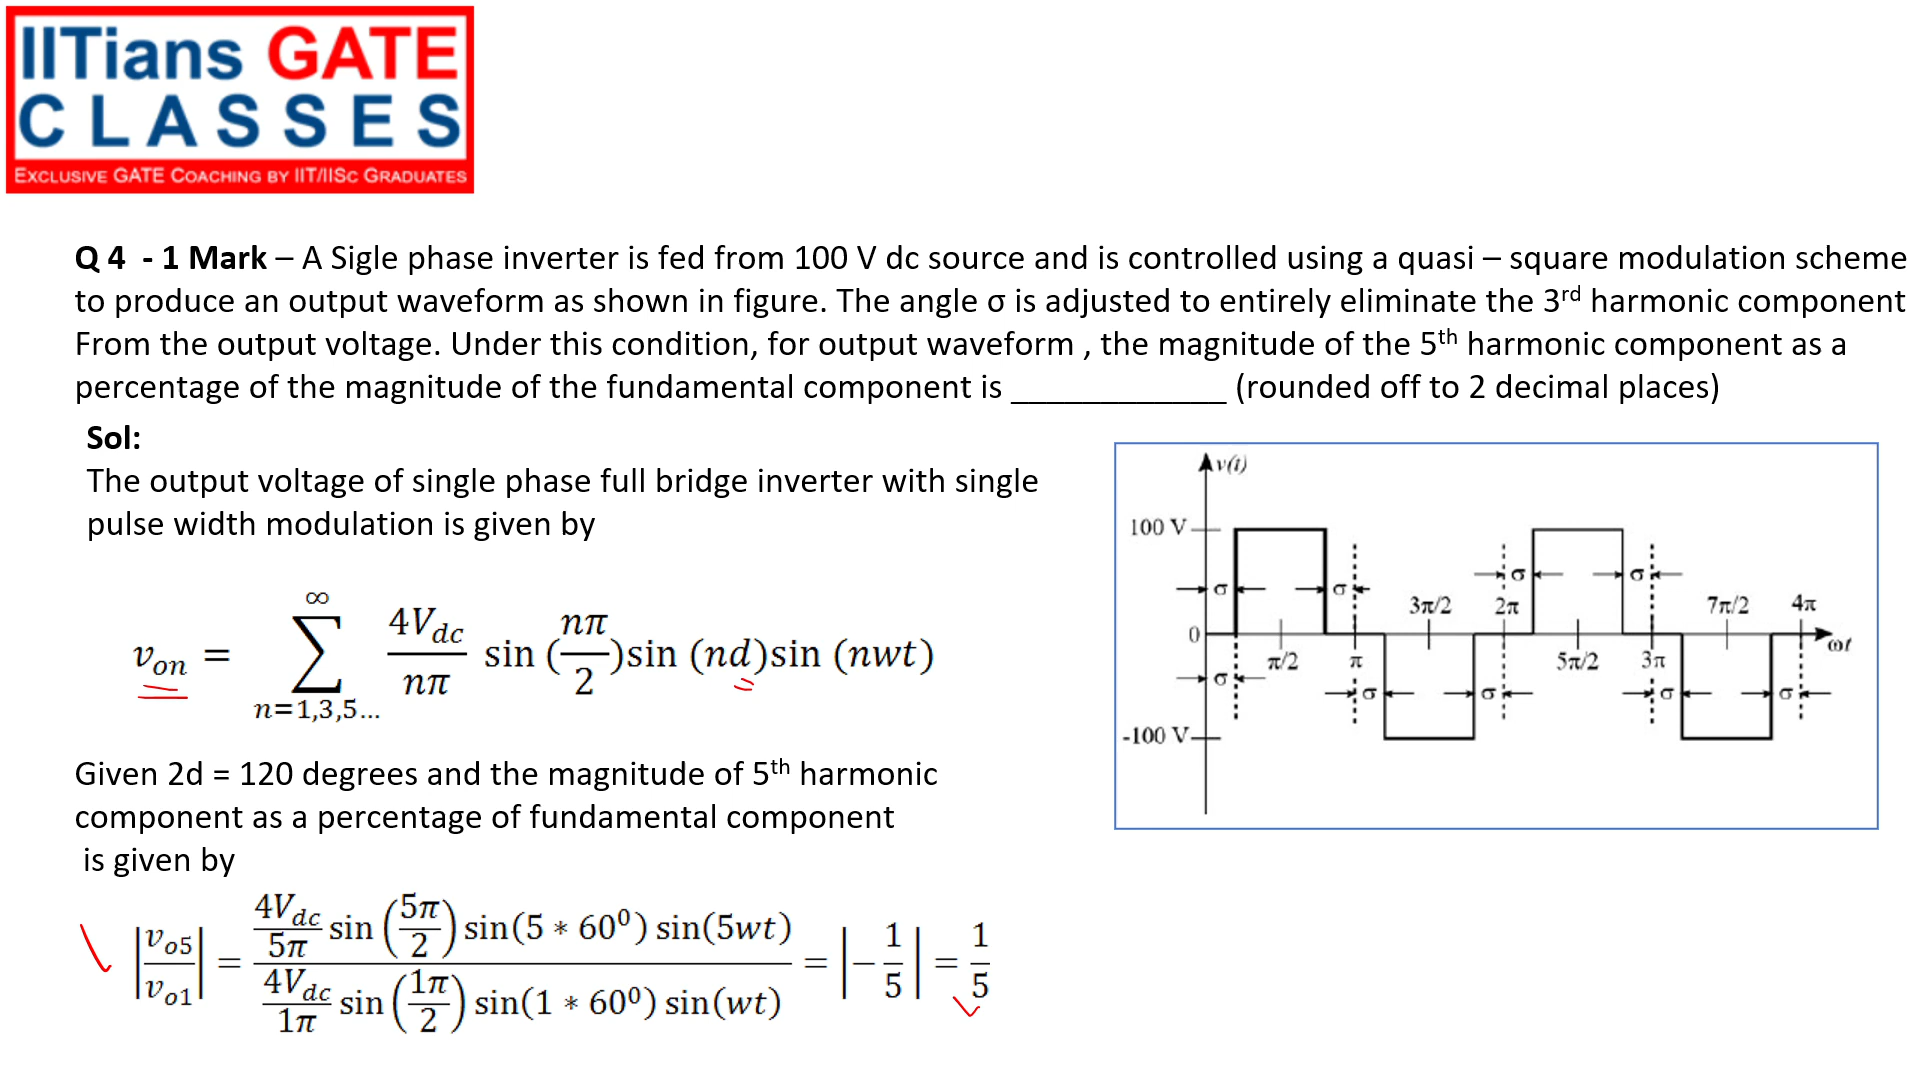 IITians GATE
CLASSES
EXCLUSIVE GATE COACHING BY IIT/IISC GRADUATES
Q 4 - 1 Mark – A Sigle phase inverter is fed from 100 V dc source and is controlled using a quasi – square modulation scheme
to produce an output waveform as shown in figure. The angle σ is adjusted to entirely eliminate the 3rd harmonic component
From the output voltage. Under this condition, for output waveform , the magnitude of the 5th harmonic component as a
percentage of the magnitude of the fundamental component is ____________ (rounded off to 2 decimal places)
Sol:
The output voltage of single phase full bridge inverter with single
pulse width modulation is given by
v_on = ∑_{n=1,3,5...}^{∞} 4V_dc/nπ sin (nπ/2)sin (nd)sin (nwt)
Given 2d = 120 degrees and the magnitude of 5th harmonic
component as a percentage of fundamental component
is given by
|v_o5/v_o1| = (4V_dc/5π sin(5π/2) sin(5 * 60⁰) sin(5wt))/(4V_dc/1π sin(1π/2) sin(1 * 60⁰) sin(wt)) = |−1/5| = 1/5
v(t)
100 V
σ σ σ σ
3π/2 2π 7π/2 4π
0
π/2 π 5π/2 3π ωt
σ σ σ σ σ
-100 V